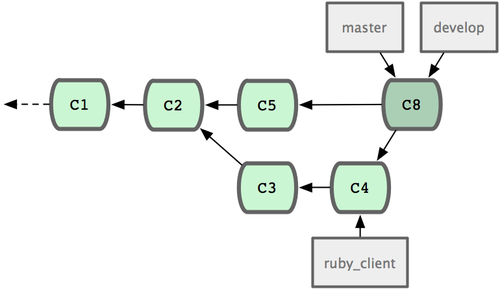 master develop
C1 C2 C5 C8
C3 C4
ruby_client